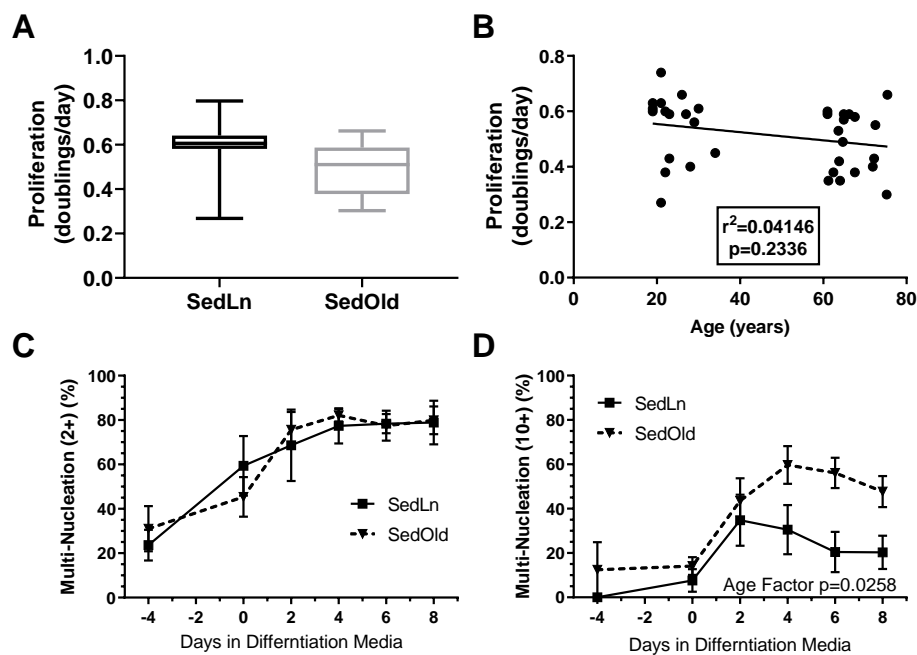 A
Proliferation
(doublings/day)
1.0
0.8
0.6
0.4
0.2
0.0
SedLn
SedOld
B
Proliferation
(doublings/day)
0.8
0.6
0.4
0.2
0.0
r²=0.04146
p=0.2336
0
20
40
60
80
Age (years)
C
Multi-Nucleation (2+) (%)
100
80
60
40
20
0
SedLn
SedOld
-4
-2
0
2
4
6
8
Days in Differntiation Media
D
Multi-Nucleation (10+) (%)
100
80
60
40
20
0
SedLn
SedOld
Age Factor p=0.0258
-4
-2
0
2
4
6
8
Days in Differntiation Media